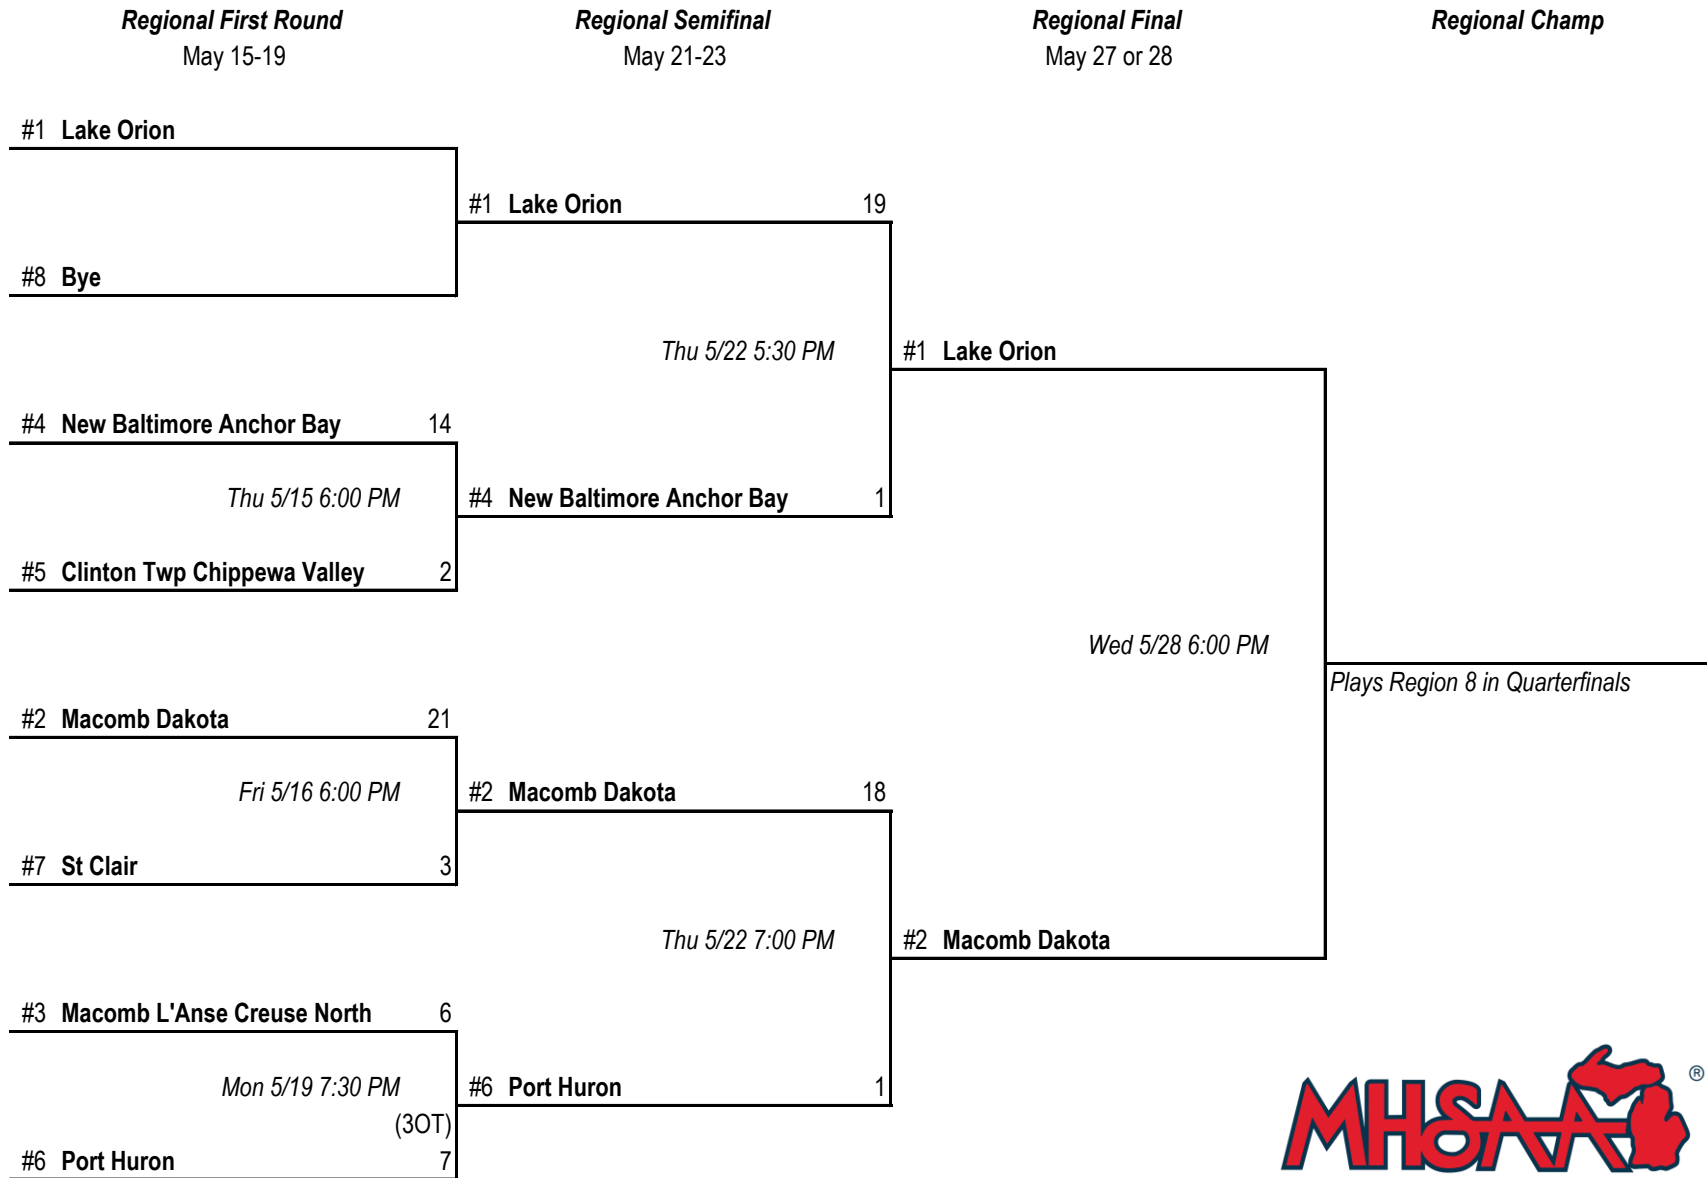 Regional First Round Regional Semifinal Regional Final Regional Champ
May 15-19 May 21-23 May 27 or 28
#1 Lake Orion
#1 Lake Orion 19
#8 Bye
Thu 5/22 5:30 PM #1 Lake Orion
#4 New Baltimore Anchor Bay 14
Thu 5/15 6:00 PM #4 New Baltimore Anchor Bay 1
#5 Clinton Twp Chippewa Valley 2
Wed 5/28 6:00 PM
Plays Region 8 in Quarterfinals
#2 Macomb Dakota 21
Fri 5/16 6:00 PM #2 Macomb Dakota 18
#7 St Clair 3
Thu 5/22 7:00 PM #2 Macomb Dakota
#3 Macomb L'Anse Creuse North 6
Mon 5/19 7:30 PM #6 Port Huron 1
(3OT)
#6 Port Huron 7
MHSAA ®